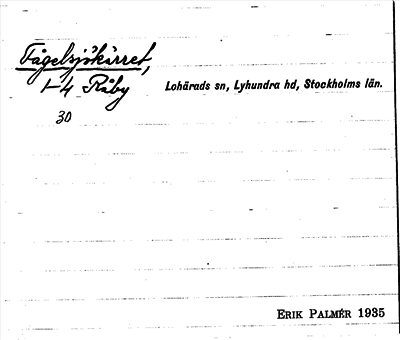 Fågelsjökärret,
1-4 Råby Lohärads sn, Lyhundra hd, Stockholms län.
30
ERIK PALMÉR 1935